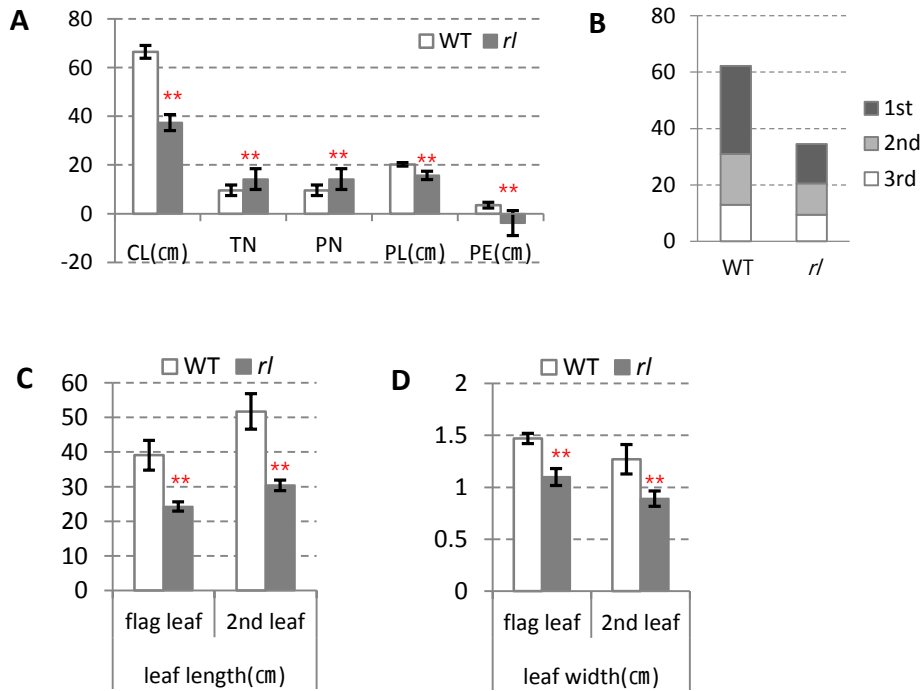 A
WT rl
80
60
40
20
0
-20
** ** ** ** **
CL(㎝) TN PN PL(㎝) PE(㎝)
B
80
60
40
20
0
1st
2nd
3rd
WT rl
C
WT rl
60
50
40
30
20
10
0
** **
flag leaf 2nd leaf
leaf length(㎝)
D
WT rl
2
1.5
1
0.5
0
** **
flag leaf 2nd leaf
leaf width(㎝)